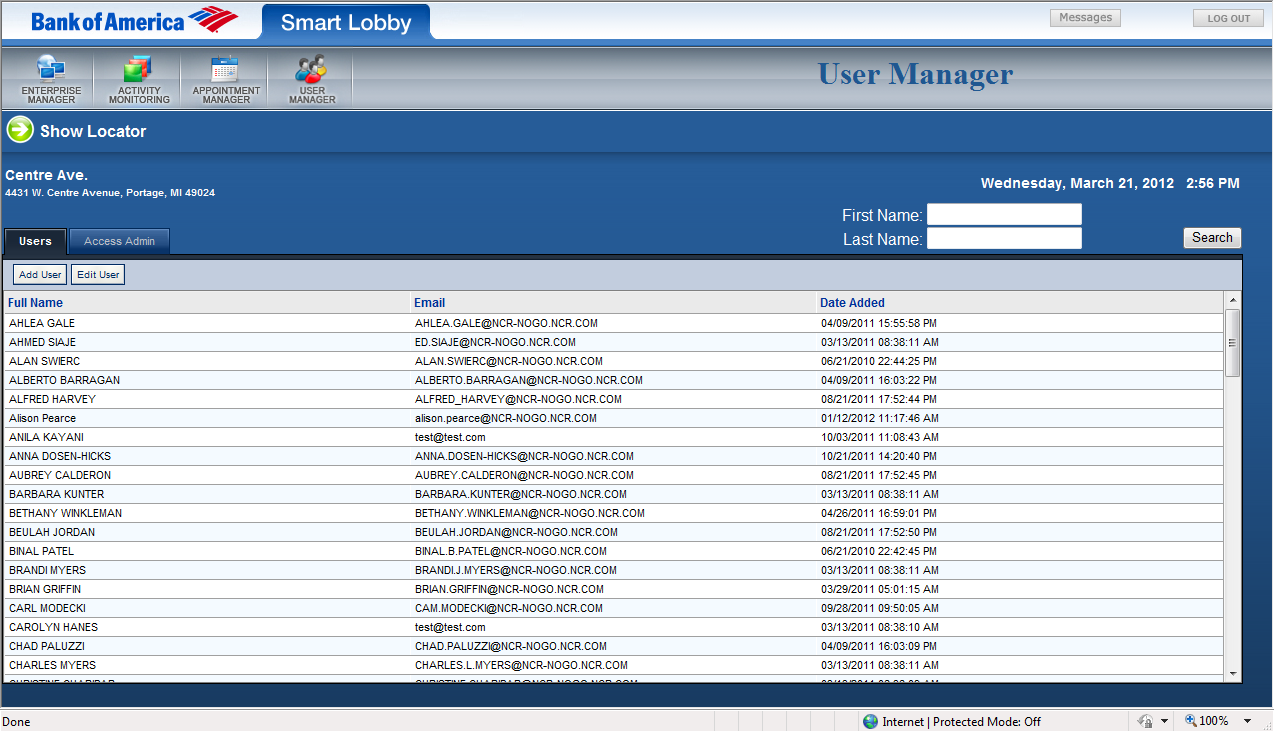 Bank of America
Smart Lobby
Messages
LOG OUT
ENTERPRISE MANAGER
ACTIVITY MONITORING
APPOINTMENT MANAGER
USER MANAGER
User Manager
Show Locator
Centre Ave.
4431 W. Centre Avenue, Portage, MI 49024
Wednesday, March 21, 2012 2:56 PM
First Name:
Last Name:
Search
Users Access Admin
Add User Edit User
Full Name Email Date Added
AHLEA GALE AHLEA.GALE@NCR-NOGO.NCR.COM 04/09/2011 15:55:58 PM
AHMED SIAJE ED.SIAJE@NCR-NOGO.NCR.COM 03/13/2011 08:38:11 AM
ALAN SWIERC ALAN.SWIERC@NCR-NOGO.NCR.COM 06/21/2010 22:44:25 PM
ALBERTO BARRAGAN ALBERTO.BARRAGAN@NCR-NOGO.NCR.COM 04/09/2011 16:03:22 PM
ALFRED HARVEY ALFRED_HARVEY@NCR-NOGO.NCR.COM 08/21/2011 17:52:44 PM
Alison Pearce alison.pearce@NCR-NOGO.NCR.COM 01/12/2012 11:17:46 AM
ANILA KAYANI test@test.com 10/03/2011 11:08:43 AM
ANNA DOSEN-HICKS ANNA.DOSEN-HICKS@NCR-NOGO.NCR.COM 10/21/2011 14:20:40 PM
AUBREY CALDERON AUBREY.CALDERON@NCR-NOGO.NCR.COM 08/21/2011 17:52:45 PM
BARBARA KUNTER BARBARA.KUNTER@NCR-NOGO.NCR.COM 03/13/2011 08:38:11 AM
BETHANY WINKLEMAN BETHANY.WINKLEMAN@NCR-NOGO.NCR.COM 04/26/2011 16:59:01 PM
BEULAH JORDAN BEULAH.JORDAN@NCR-NOGO.NCR.COM 08/21/2011 17:52:50 PM
BINAL PATEL BINAL.B.PATEL@NCR-NOGO.NCR.COM 06/21/2010 22:42:45 PM
BRANDI MYERS BRANDI.J.MYERS@NCR-NOGO.NCR.COM 03/13/2011 08:38:11 AM
BRIAN GRIFFIN BRIAN.GRIFFIN@NCR-NOGO.NCR.COM 03/29/2011 05:01:15 AM
CARL MODECKI CAM.MODECKI@NCR-NOGO.NCR.COM 09/28/2011 09:50:05 AM
CAROLYN HANES test@test.com 03/13/2011 08:38:10 AM
CHAD PALUZZI CHAD.PALUZZI@NCR-NOGO.NCR.COM 04/09/2011 16:03:09 PM
CHARLES MYERS CHARLES.L.MYERS@NCR-NOGO.NCR.COM 03/13/2011 08:38:11 AM
Done
Internet | Protected Mode: Off
100%